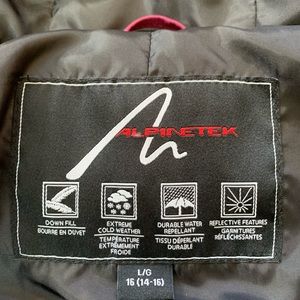 ALPINETEK
DOWN FILL
BOURRE EN DUVET
EXTREME
COLD WEATHER
TEMPÉRATURE
EXTRÊMEMENT
FROIDE
DURABLE WATER
REPELLANT
TISSU DÉPERLANT
DURABLE
REFLECTIVE FEATURES
GARNITURES
RÉFLÉCHISSANTES
L/G
16 (14-16)